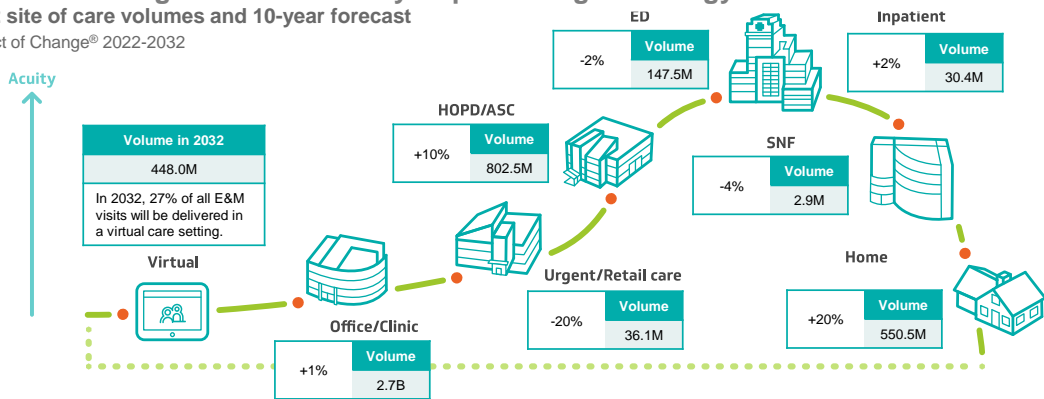 site of care volumes and 10-year forecast
ct of Change® 2022-2032
Acuity
Volume in 2032
448.0M
In 2032, 27% of all E&M
visits will be delivered in
a virtual care setting.
Virtual
Office/Clinic
+1%
Volume
2.7B
HOPD/ASC
+10%
Volume
802.5M
Urgent/Retail care
-20%
Volume
36.1M
ED
-2%
Volume
147.5M
Inpatient
+2%
Volume
30.4M
SNF
-4%
Volume
2.9M
Home
+20%
Volume
550.5M